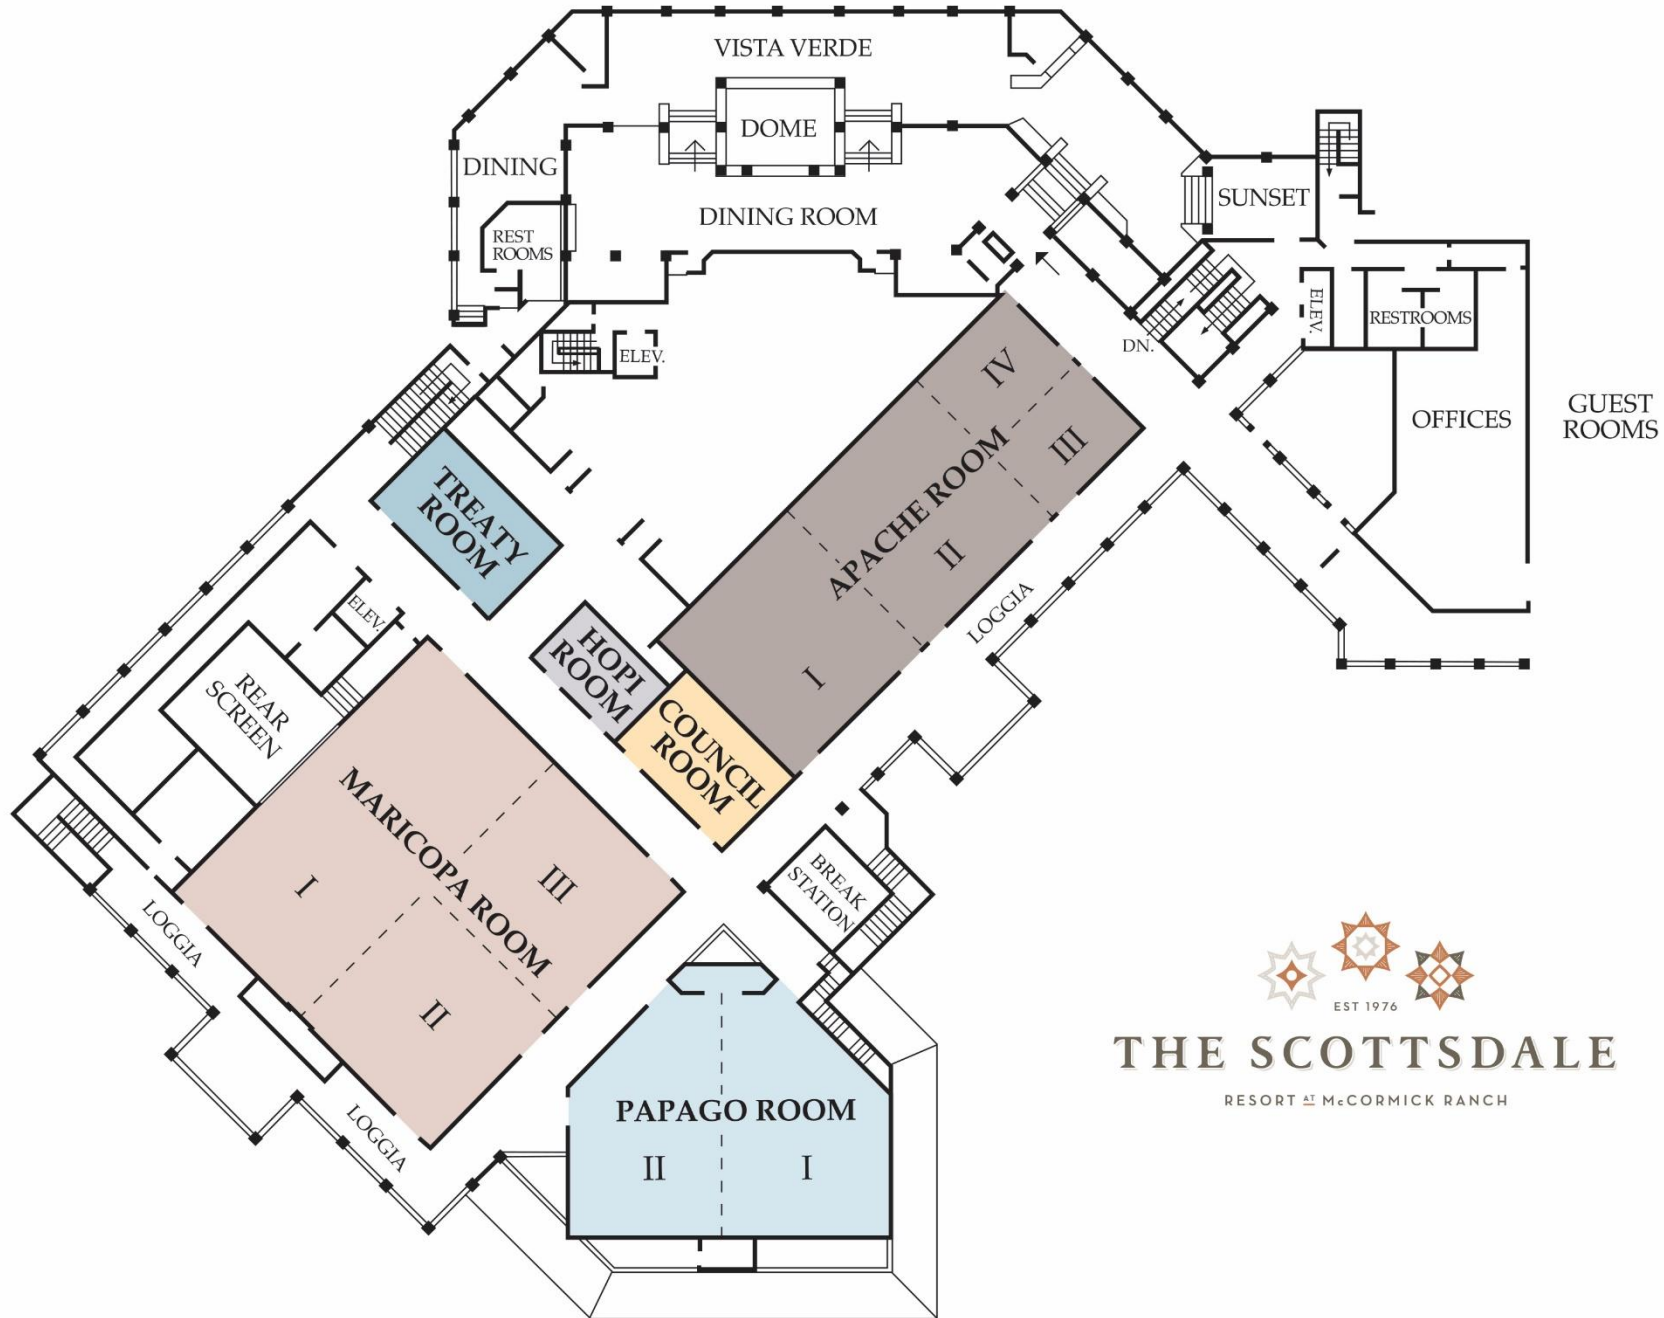 VISTA VERDE
DOME
DINING
DINING ROOM
REST
ROOMS
SUNSET
ELEV.
RESTROOMS
DN.
ELEV.
OFFICES
GUEST
ROOMS
TREATY
ROOM
APACHE ROOM
IV
III
II
I
LOGGIA
ELEV.
HOPI
ROOM
COUNCIL
ROOM
REAR
SCREEN
MARICOPA ROOM
I
III
II
LOGGIA
LOGGIA
BREAK
STATION
PAPAGO ROOM
II
I
EST 1976
THE SCOTTSDALE
RESORT AT McCORMICK RANCH